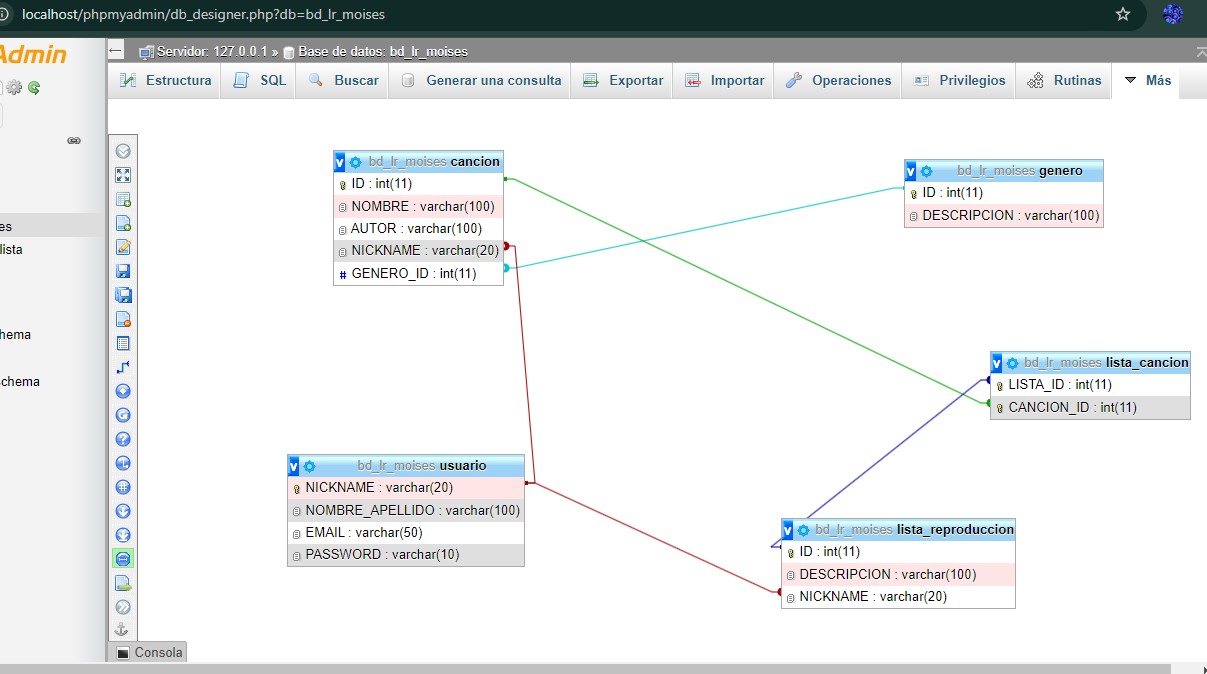 localhost/phpmyadmin/db_designer.php?db=bd_lr_moises
Admin
Servidor: 127.0.0.1 » Base de datos: bd_lr_moises
Estructura SQL Buscar Generar una consulta Exportar Importar Operaciones Privilegios Rutinas Más
es
lista
hema
chema
v bd_lr_moises cancion
ID : int(11)
NOMBRE : varchar(100)
AUTOR : varchar(100)
NICKNAME : varchar(20)
# GENERO_ID : int(11)
v bd_lr_moises genero
ID : int(11)
DESCRIPCION : varchar(100)
v bd_lr_moises lista_cancion
LISTA_ID : int(11)
CANCION_ID : int(11)
v bd_lr_moises usuario
NICKNAME : varchar(20)
NOMBRE_APELLIDO : varchar(100)
EMAIL : varchar(50)
PASSWORD : varchar(10)
v bd_lr_moises lista_reproduccion
ID : int(11)
DESCRIPCION : varchar(100)
NICKNAME : varchar(20)
Consola